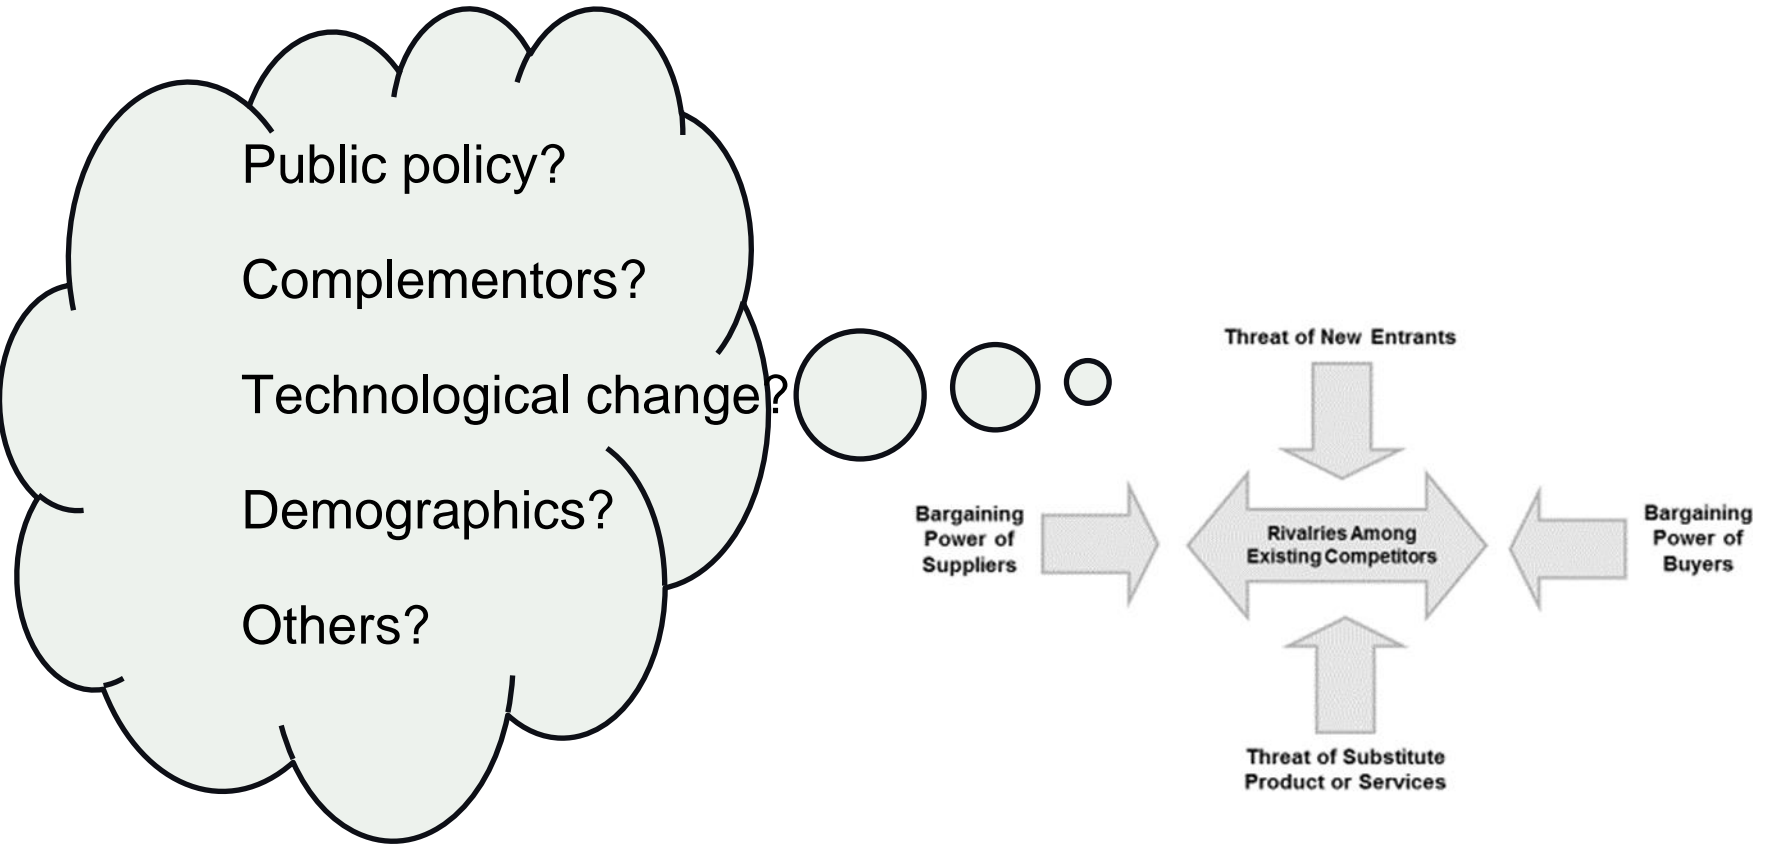 Public policy?
Complementors?
Technological change?
Demographics?
Others?
Threat of New Entrants
Bargaining
Power of
Suppliers
Rivalries Among
Existing Competitors
Bargaining
Power of
Buyers
Threat of Substitute
Product or Services